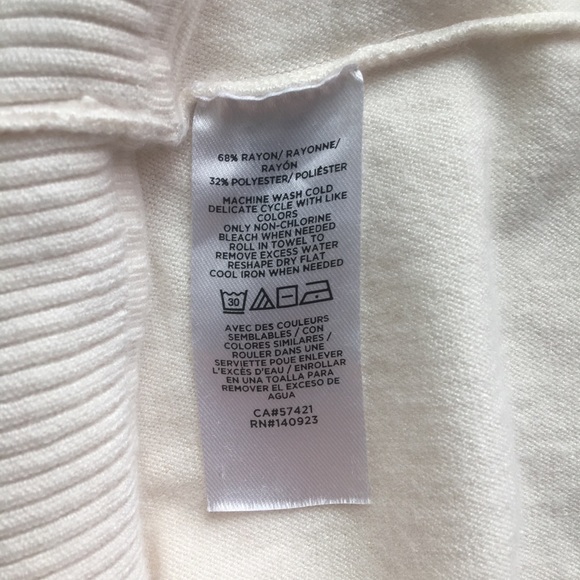 68% RAYON/ RAYONNE/
RAYÓN
32% POLYESTER/ POLIÉSTER
MACHINE WASH COLD
DELICATE CYCLE WITH LIKE
COLORS
ONLY NON-CHLORINE
BLEACH WHEN NEEDED
ROLL IN TOWEL TO
REMOVE EXCESS WATER
RESHAPE DRY FLAT
COOL IRON WHEN NEEDED
30
AVEC DES COULEURS
SEMBLABLES / CON
COLORES SIMILARES /
ROULER DANS UNE
SERVIETTE POUE ENLEVER
L'EXCÈS D'EAU / ENROLLAR
EN UNA TOALLA PARA
REMOVER EL EXCESO DE
AGUA
CA#57421
RN#140923